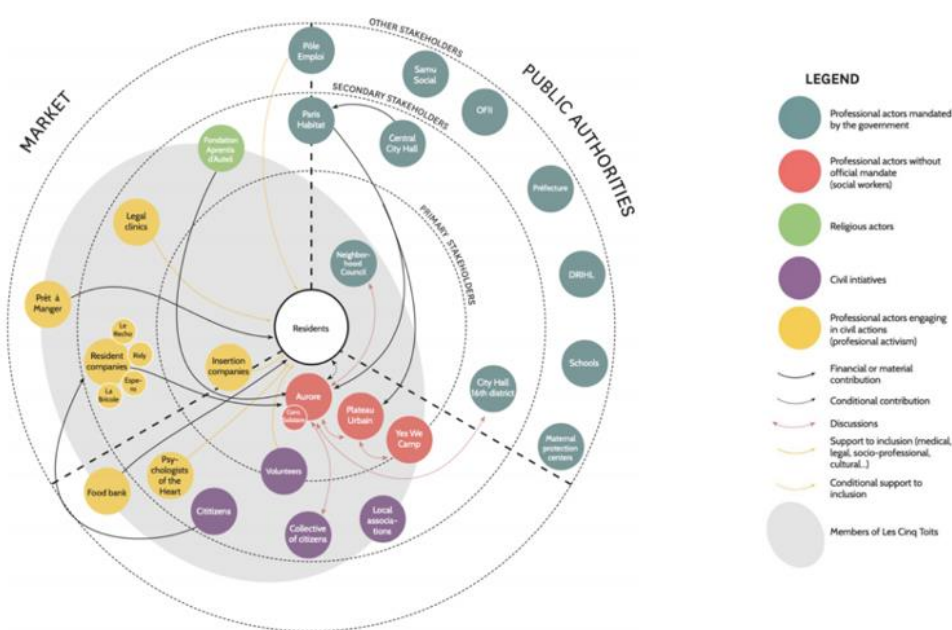 OTHER STAKEHOLDERS
SECONDARY STAKEHOLDERS
PRIMARY STAKEHOLDERS
MARKET
PUBLIC AUTHORITIES
Pôle
Emploi
Samu
Social
OFII
Paris
Habitat
Central
City Hall
Fondation
d'Auteil
Préfecture
Legal
clinics
Neighbor-
hood
Council
DRIHL
Prêt à
Manger
Residents
Le
Rechu
Resident
companies
Rely
Espe-
La
Bricole
Insertion
companies
Schools
City Hall
16th district
Aurore
Plateau
Urbain
Yes We
Camp
Maternal
protection
centers
Psy-
chologists
of the
Heart
Volunteers
Food bank
Cititizens
Collective
of citizens
Local
associa-
tions
LEGEND
Professional actors mandated
by the government
Professional actors without
official mandate
(social workers)
Religious actors
Civil intiatives
Professional actors engaging
in civil actions
(profesional activism)
Financial or material
contribution
Conditional contribution
Discussions
Support to inclusion (medical,
legal, socio-professional,
cultural...)
Conditional support to
inclusion
Members of Les Cinq Toits